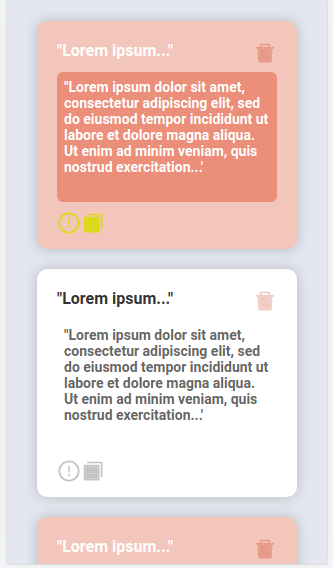 "Lorem ipsum..."
"Lorem ipsum dolor sit amet,
consectetur adipiscing elit, sed
do eiusmod tempor incididunt ut
labore et dolore magna aliqua.
Ut enim ad minim veniam, quis
nostrud exercitation...'
"Lorem ipsum..."
"Lorem ipsum dolor sit amet,
consectetur adipiscing elit, sed
do eiusmod tempor incididunt ut
labore et dolore magna aliqua.
Ut enim ad minim veniam, quis
nostrud exercitation...'
"Lorem ipsum..."